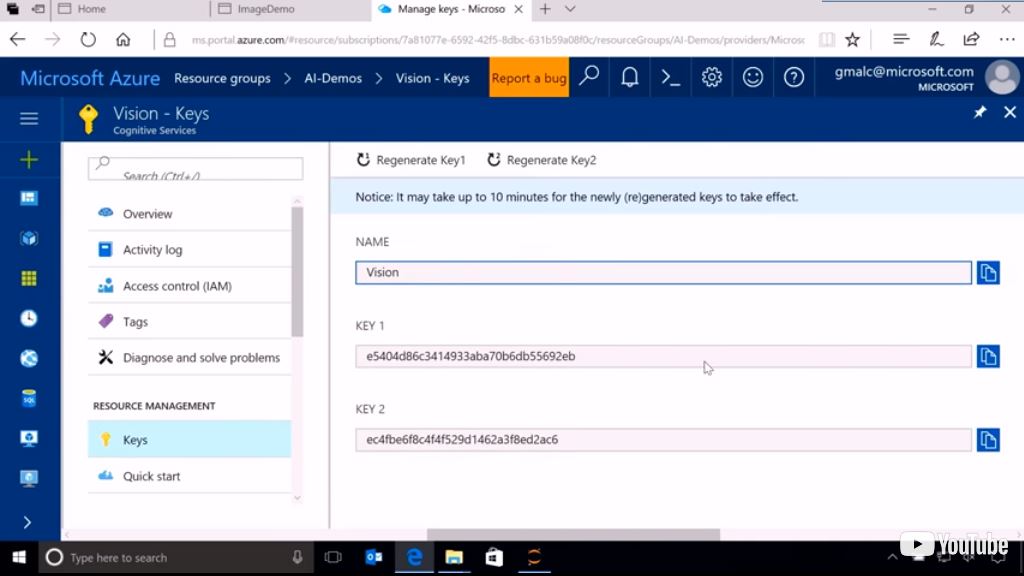 Home
ImageDemo
Manage keys - Microso
ms.portal.azure.com/#resource/subscriptions/7a81077e-6592-42f5-8dbc-631b59a08f0c/resourceGroups/AI-Demos/providers/Microsc
Microsoft Azure Resource groups > AI-Demos > Vision - Keys
Report a bug
gmalc@microsoft.com
MICROSOFT
Vision - Keys
Cognitive Services
Search (Ctrl+/)
Overview
Activity log
Access control (IAM)
Tags
Diagnose and solve problems
RESOURCE MANAGEMENT
Keys
Quick start
Regenerate Key1 Regenerate Key2
Notice: It may take up to 10 minutes for the newly (re)generated keys to take effect.
NAME
Vision
KEY 1
e5404d86c3414933aba70b6db55692eb
KEY 2
ec4fbe6f8c4f4f529d1462a3f8ed2ac6
SQL
Type here to search
YouTube